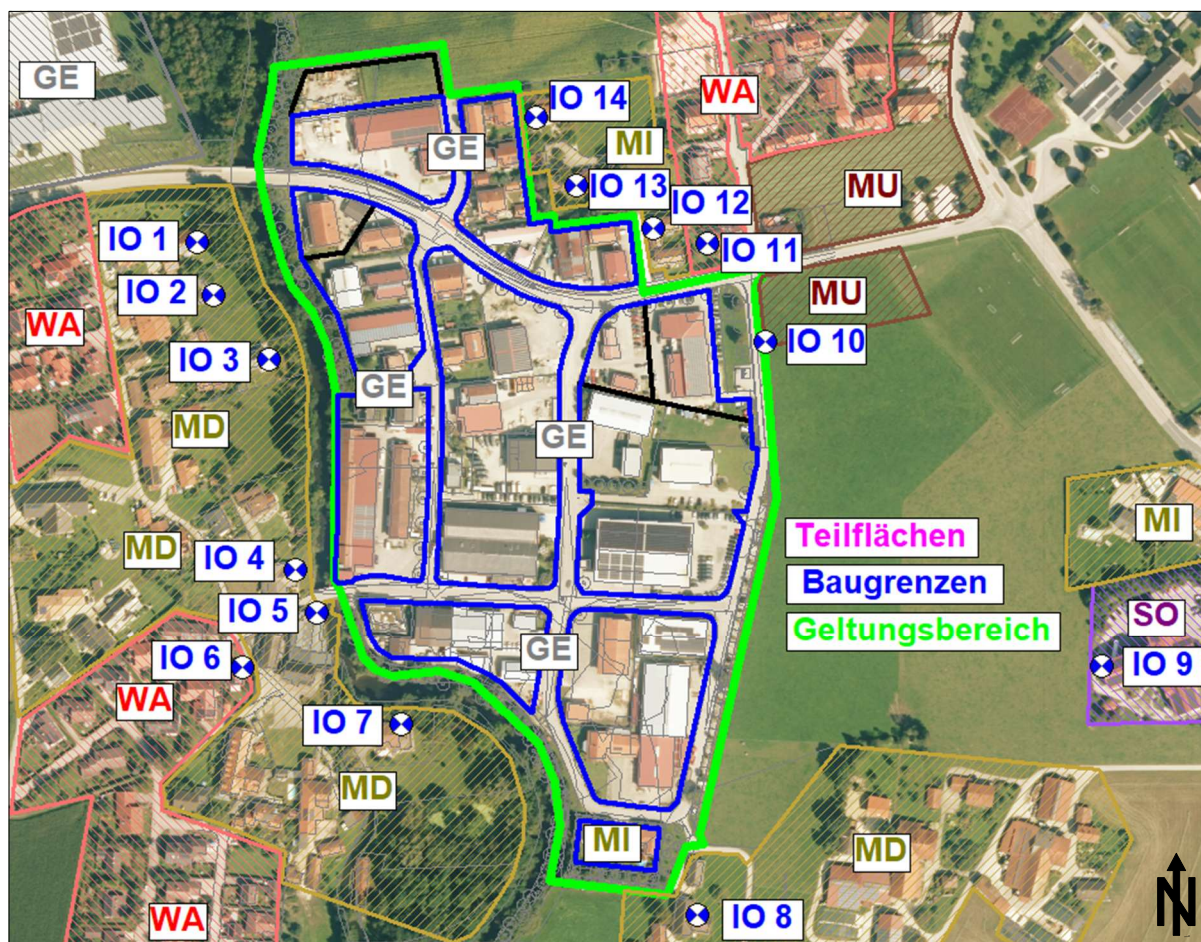 GE
IO 14
WA
GE
MI
IO 13
MU
IO 12
IO 1
IO 11
IO 2
MU
WA
IO 3
IO 10
GE
MD
GE
MI
Teilflächen
MD
IO 4
Baugrenzen
IO 5
SO
Geltungsbereich
GE
IO 6
IO 9
WA
IO 7
MD
MI
MD
WA
IO 8
N